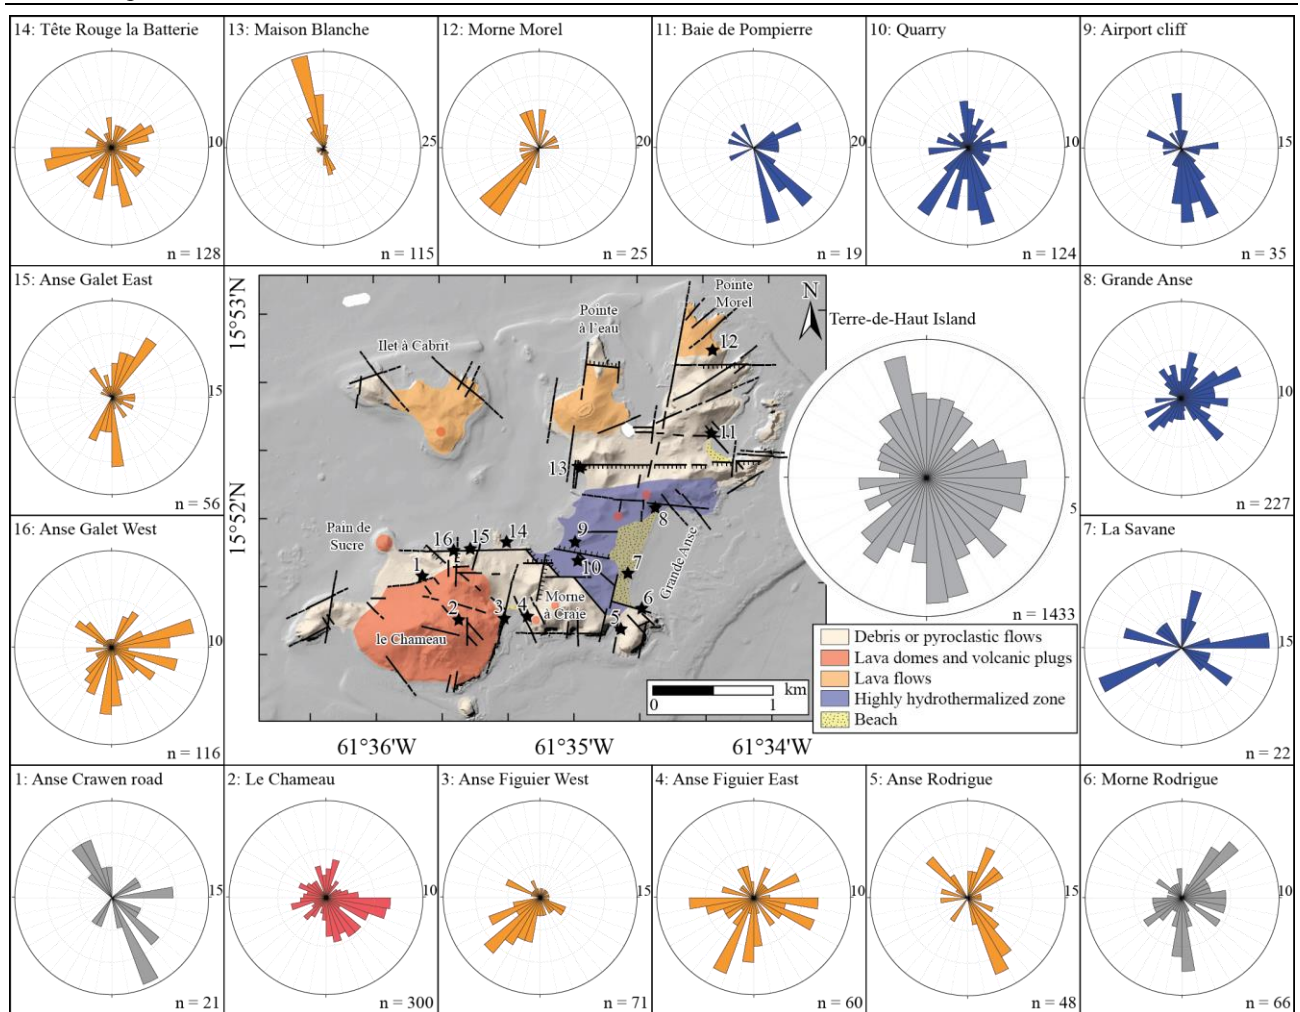 14: Tête Rouge la Batterie
10
n = 128
13: Maison Blanche
25
n = 115
12: Morne Morel
20
n = 25
11: Baie de Pompierre
20
n = 19
10: Quarry
10
n = 124
9: Airport cliff
15
n = 35
15: Anse Galet East
15
n = 56
16: Anse Galet West
10
n = 116
15°53'N
15°52'N
Ilet à Cabrit
Pointe
à l'eau
Pointe
Morel
N
12
11
13
8
9
10
7
Grande Anse
14
15
16
Pain de
Sucre
1
2
3
4
5
6
le Chameau
Morne
à Craie
km
0
1
61°36'W
61°35'W
61°34'W
Terre-de-Haut Island
5
n = 1433
Debris or pyroclastic flows
Lava domes and volcanic plugs
Lava flows
Highly hydrothermalized zone
Beach
8: Grande Anse
10
n = 227
7: La Savane
15
n = 22
1: Anse Crawen road
15
n = 21
2: Le Chameau
10
n = 300
3: Anse Figuier West
15
n = 71
4: Anse Figuier East
10
n = 60
5: Anse Rodrigue
15
n = 48
6: Morne Rodrigue
10
n = 66